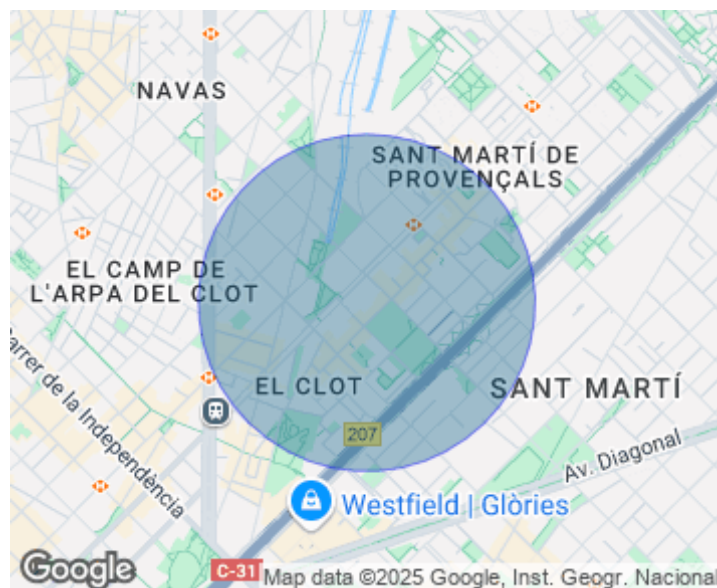 NAVAS
SANT MARTÍ DE
PROVENÇALS
EL CAMP DE
L'ARPA DEL CLOT
Carrer de la Independència
EL CLOT
SANT MARTÍ
207
Av. Diagonal
Westfield | Glòries
Google
C-31
Map data ©2025 Google, Inst. Geogr. Nacional